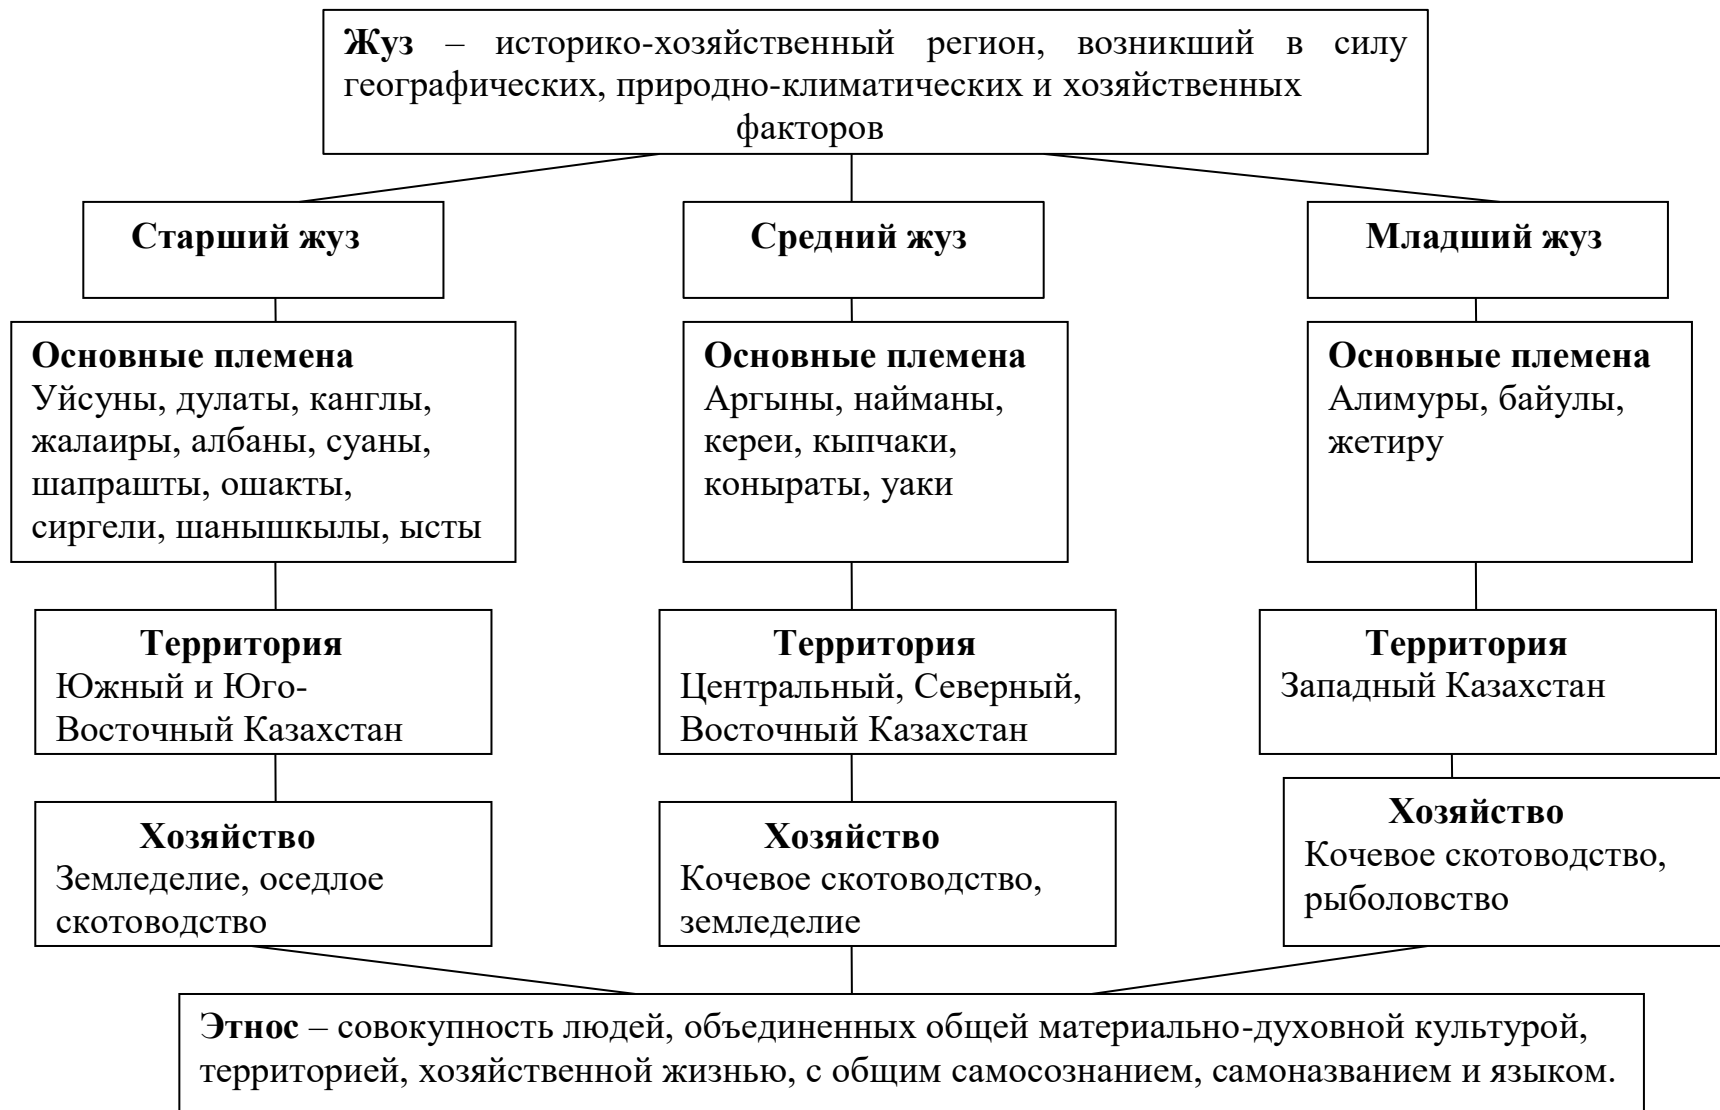 Жуз – историко-хозяйственный регион, возникший в силу
географических, природно-климатических и хозяйственных
факторов
Старший жуз
Средний жуз
Младший жуз
Основные племена
Уйсуны, дулаты, канглы,
жалаиры, албаны, суаны,
шапрашты, ошакты,
сиргели, шанышкылы, ысты
Основные племена
Аргыны, найманы,
кереи, кыпчаки,
коныраты, уаки
Основные племена
Алимуры, байулы,
жетиру
Территория
Южный и Юго-
Восточный Казахстан
Территория
Центральный, Северный,
Восточный Казахстан
Территория
Западный Казахстан
Хозяйство
Земледелие, оседлое
скотоводство
Хозяйство
Кочевое скотоводство,
земледелие
Хозяйство
Кочевое скотоводство,
рыболовство
Этнос – совокупность людей, объединенных общей материально-духовной культурой,
территорией, хозяйственной жизнью, с общим самосознанием, самоназванием и языком.